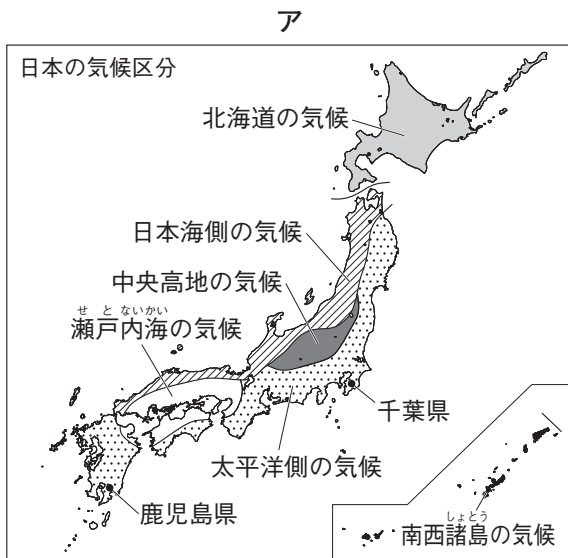 ア
日本の気候区分
北海道の気候
日本海側の気候
中央高地の気候
せとないかい
瀬戸内海の気候
千葉県
太平洋側の気候
鹿児島県
しょとう
南西諸島の気候